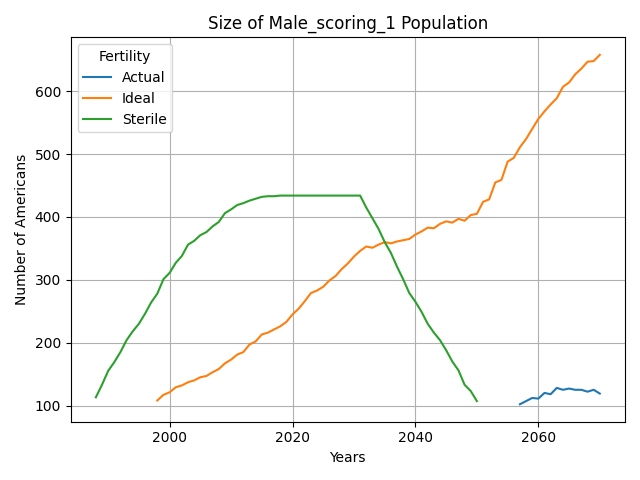 Size of Male_scoring_1 Population
Fertility
Actual
Ideal
Sterile
Number of Americans
600
500
400
300
200
100
2000
2020
2040
2060
Years